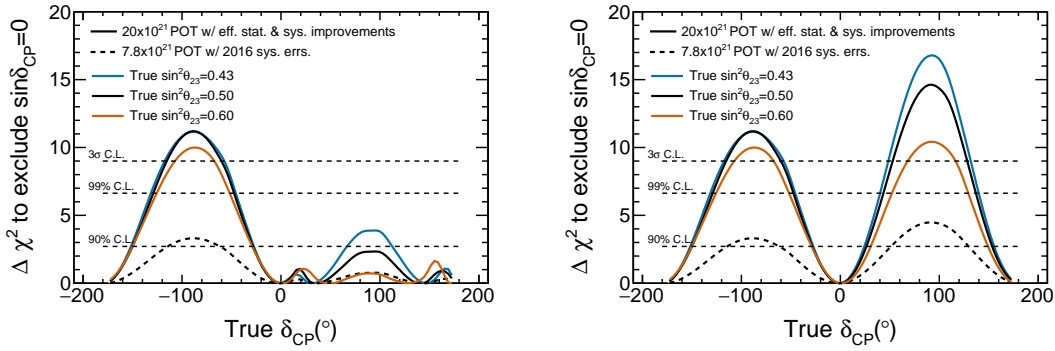 Δ χ² to exclude sinδCP=0
20
15
10
5
0
20x10²¹ POT w/ eff. stat. & sys. improvements
7.8x10²¹ POT w/ 2016 sys. errs.
True sin²θ23=0.43
True sin²θ23=0.50
True sin²θ23=0.60
3σ C.L.
99% C.L.
90% C.L.
−200 −100 0 100 200
True δCP(°)
Δ χ² to exclude sinδCP=0
20
15
10
5
0
20x10²¹ POT w/ eff. stat. & sys. improvements
7.8x10²¹ POT w/ 2016 sys. errs.
True sin²θ23=0.43
True sin²θ23=0.50
True sin²θ23=0.60
3σ C.L.
99% C.L.
90% C.L.
−200 −100 0 100 200
True δCP(°)